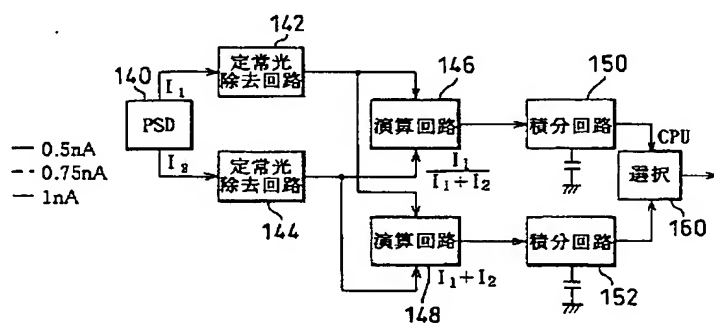 142
定常光
除去回路
140
I₁
PSD
I₂
0.5nA
0.75nA
1nA
定常光
除去回路
144
146
演算回路
I₁
I₁+I₂
演算回路
148
I₁+I₂
150
積分回路
CPU
選択
160
積分回路
152